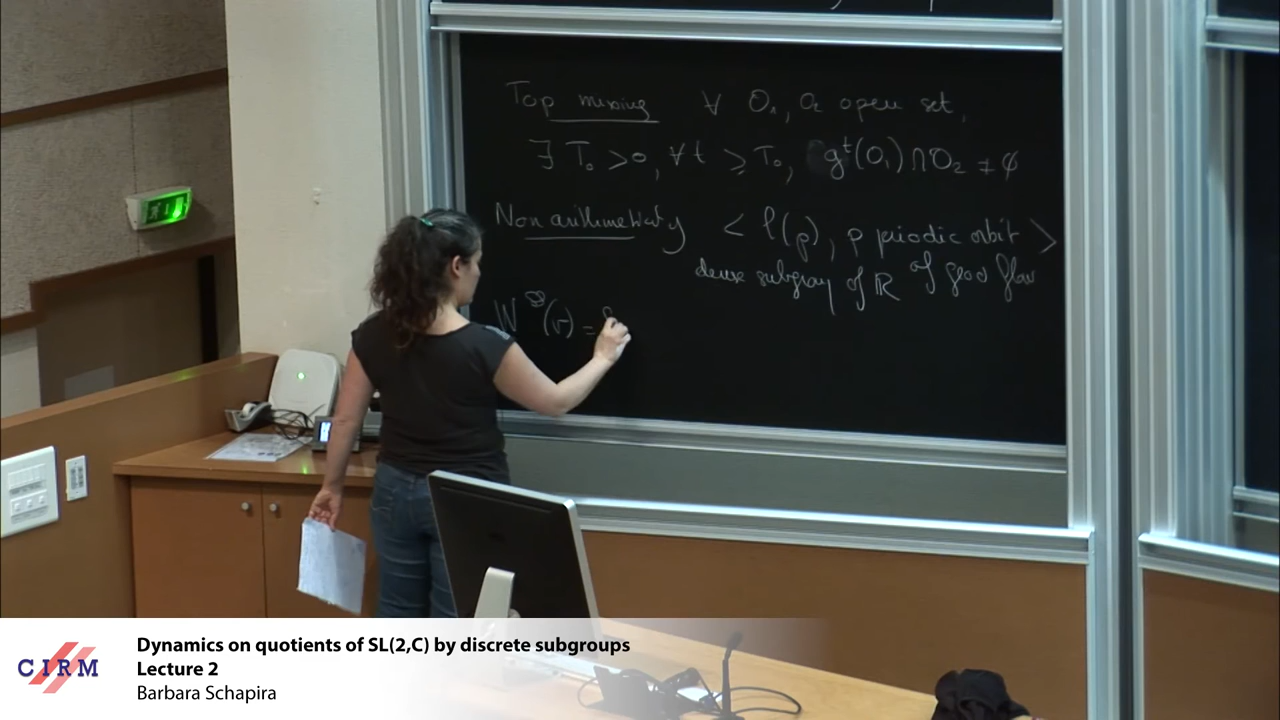 Top mixing ∀ O₁, O₂ open set,
∃ T₀ >0, ∀t ⩾ T₀, gᵗ(O₁) ∩ O₂ ≠ ∅
Non arithmeticity < l(p), p periodic orbit >
dense subgroup of ℝ of geod flow
(v) =
CIRM
Dynamics on quotients of SL(2,C) by discrete subgroups
Lecture 2
Barbara Schapira